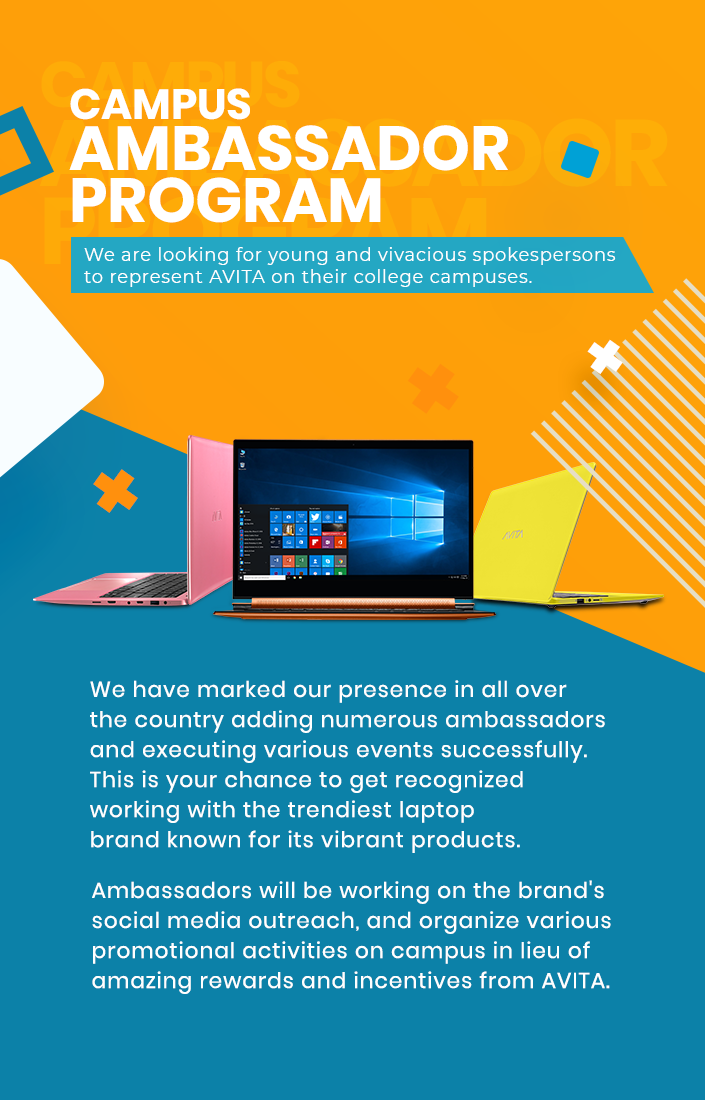 CAMPUS
AMBASSADOR
PROGRAM
We are looking for young and vivacious spokespersons
to represent AVITA on their college campuses.
AVITA
We have marked our presence in all over
the country adding numerous ambassadors
and executing various events successfully.
This is your chance to get recognized
working with the trendiest laptop
brand known for its vibrant products.
Ambassadors will be working on the brand's
social media outreach, and organize various
promotional activities on campus in lieu of
amazing rewards and incentives from AVITA.